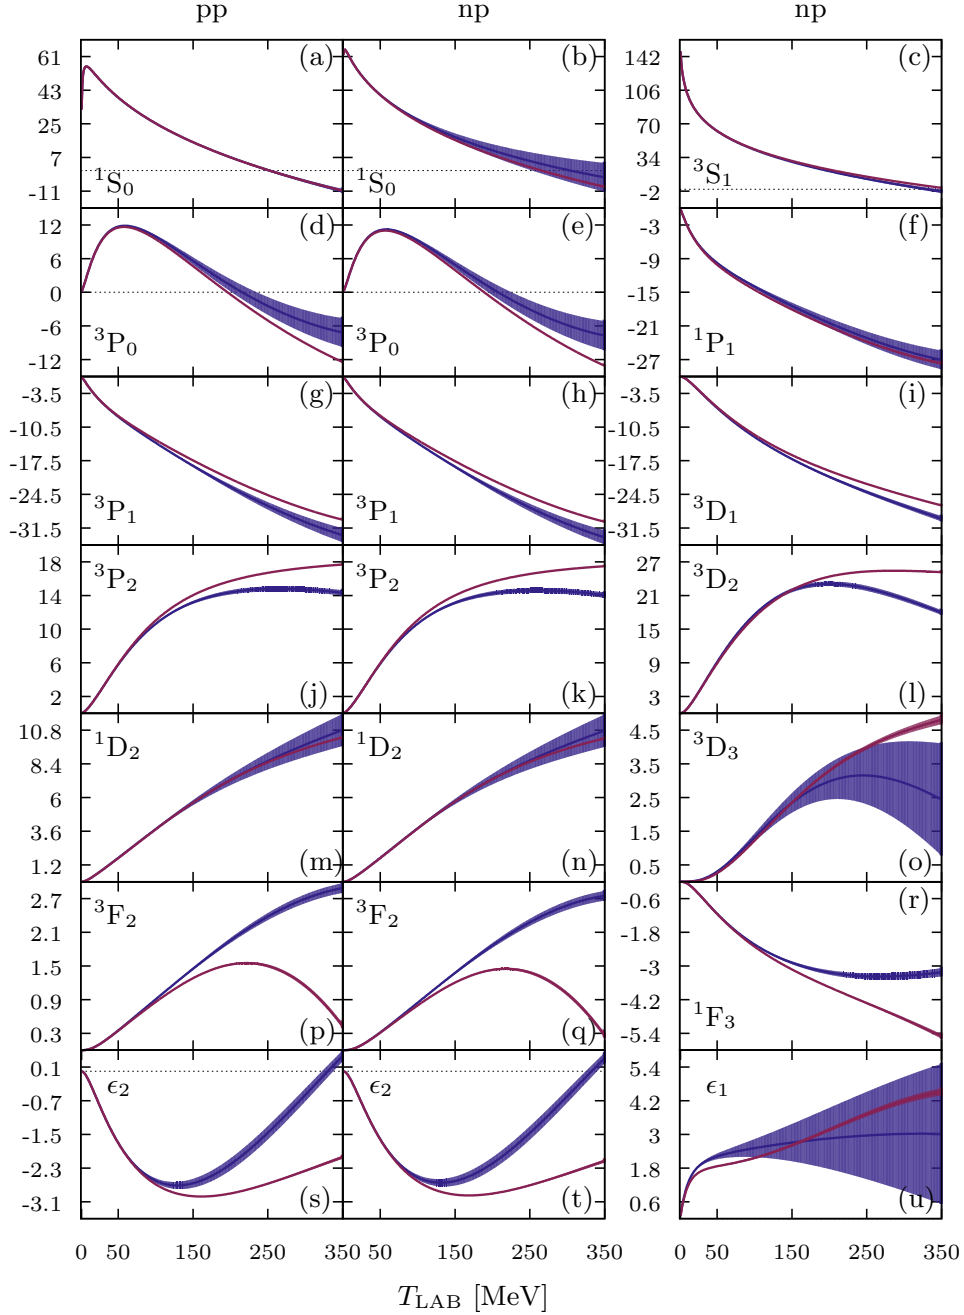 pp np np
61 (a) (b) 142 (c)
43 106
25 70
7 34
-11 ¹S₀ ¹S₀ -2 ³S₁
12 (d) (e) -3 (f)
6 -9
0 -15
-6 -21
-12 ³P₀ ³P₀ -27 ¹P₁
-3.5 (g) (h) -3.5 (i)
-10.5 -10.5
-17.5 -17.5
-24.5 -24.5
-31.5 ³P₁ ³P₁ -31.5 ³D₁
18 ³P₂ ³P₂ 27 ³D₂
14 21
10 15
6 9
2 (j) (k) 3 (l)
10.8 ¹D₂ ¹D₂ 4.5 ³D₃
8.4 3.5
6 2.5
3.6 1.5
1.2 (m) (n) 0.5 (o)
2.7 ³F₂ ³F₂ -0.6 (r)
2.1 -1.8
1.5 -3
0.9 -4.2 ¹F₃
0.3 (p) (q) -5.4
0.1 ϵ₂ ϵ₂ 5.4 ϵ₁
-0.7 4.2
-1.5 3
-2.3 1.8
-3.1 (s) (t) 0.6 (u)
0 50 150 250 350 50 150 250 350 0 50 150 250 350
T_LAB [MeV]